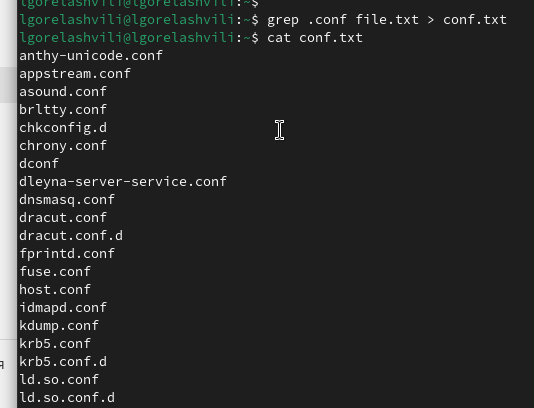 lgorelashvili@lgorelashvili:~$
lgorelashvili@lgorelashvili:~$ grep .conf file.txt > conf.txt
lgorelashvili@lgorelashvili:~$ cat conf.txt
anthy-unicode.conf
appstream.conf
asound.conf
brltty.conf
chkconfig.d
chrony.conf
dconf
dleyna-server-service.conf
dnsmasq.conf
dracut.conf
dracut.conf.d
fprintd.conf
fuse.conf
host.conf
idmapd.conf
kdump.conf
krb5.conf
krb5.conf.d
ld.so.conf
ld.so.conf.d
я